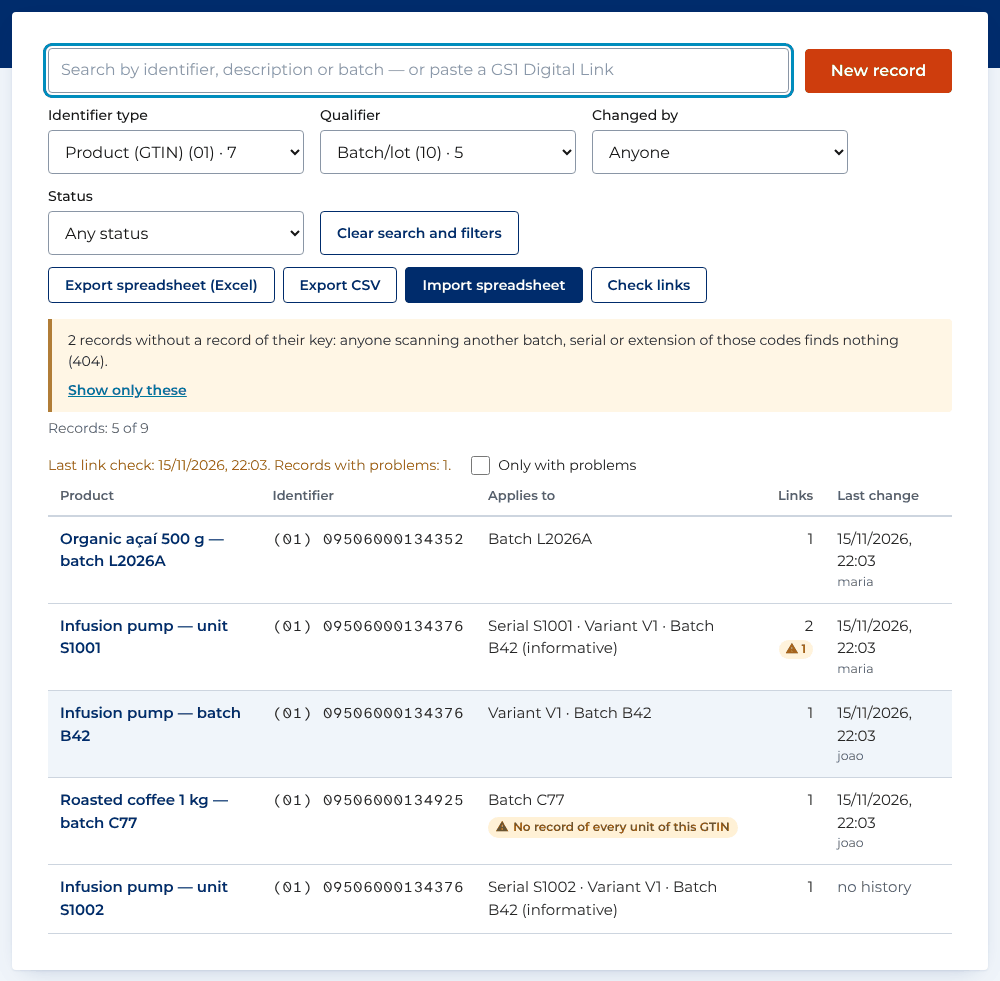 Search by identifier, description or batch — or paste a GS1 Digital Link
New record
Identifier type
Qualifier
Changed by
Product (GTIN) (01) · 7
Batch/lot (10) · 5
Anyone
Status
Any status
Clear search and filters
Export spreadsheet (Excel)
Export CSV
Import spreadsheet
Check links
2 records without a record of their key: anyone scanning another batch, serial or extension of those codes finds nothing
(404).
Show only these
Records: 5 of 9
Last link check: 15/11/2026, 22:03. Records with problems: 1.
Only with problems
Product
Identifier
Applies to
Links
Last change
Organic açaí 500 g —
batch L2026A
(01) 09506000134352
Batch L2026A
1
15/11/2026,
22:03
maria
Infusion pump — unit
S1001
(01) 09506000134376
Serial S1001 · Variant V1 · Batch
B42 (informative)
2
⚠ 1
15/11/2026,
22:03
maria
Infusion pump — batch
B42
(01) 09506000134376
Variant V1 · Batch B42
1
15/11/2026,
22:03
joao
Roasted coffee 1 kg —
batch C77
(01) 09506000134925
Batch C77
⚠ No record of every unit of this GTIN
1
15/11/2026,
22:03
joao
Infusion pump — unit
S1002
(01) 09506000134376
Serial S1002 · Variant V1 · Batch
B42 (informative)
1
no history